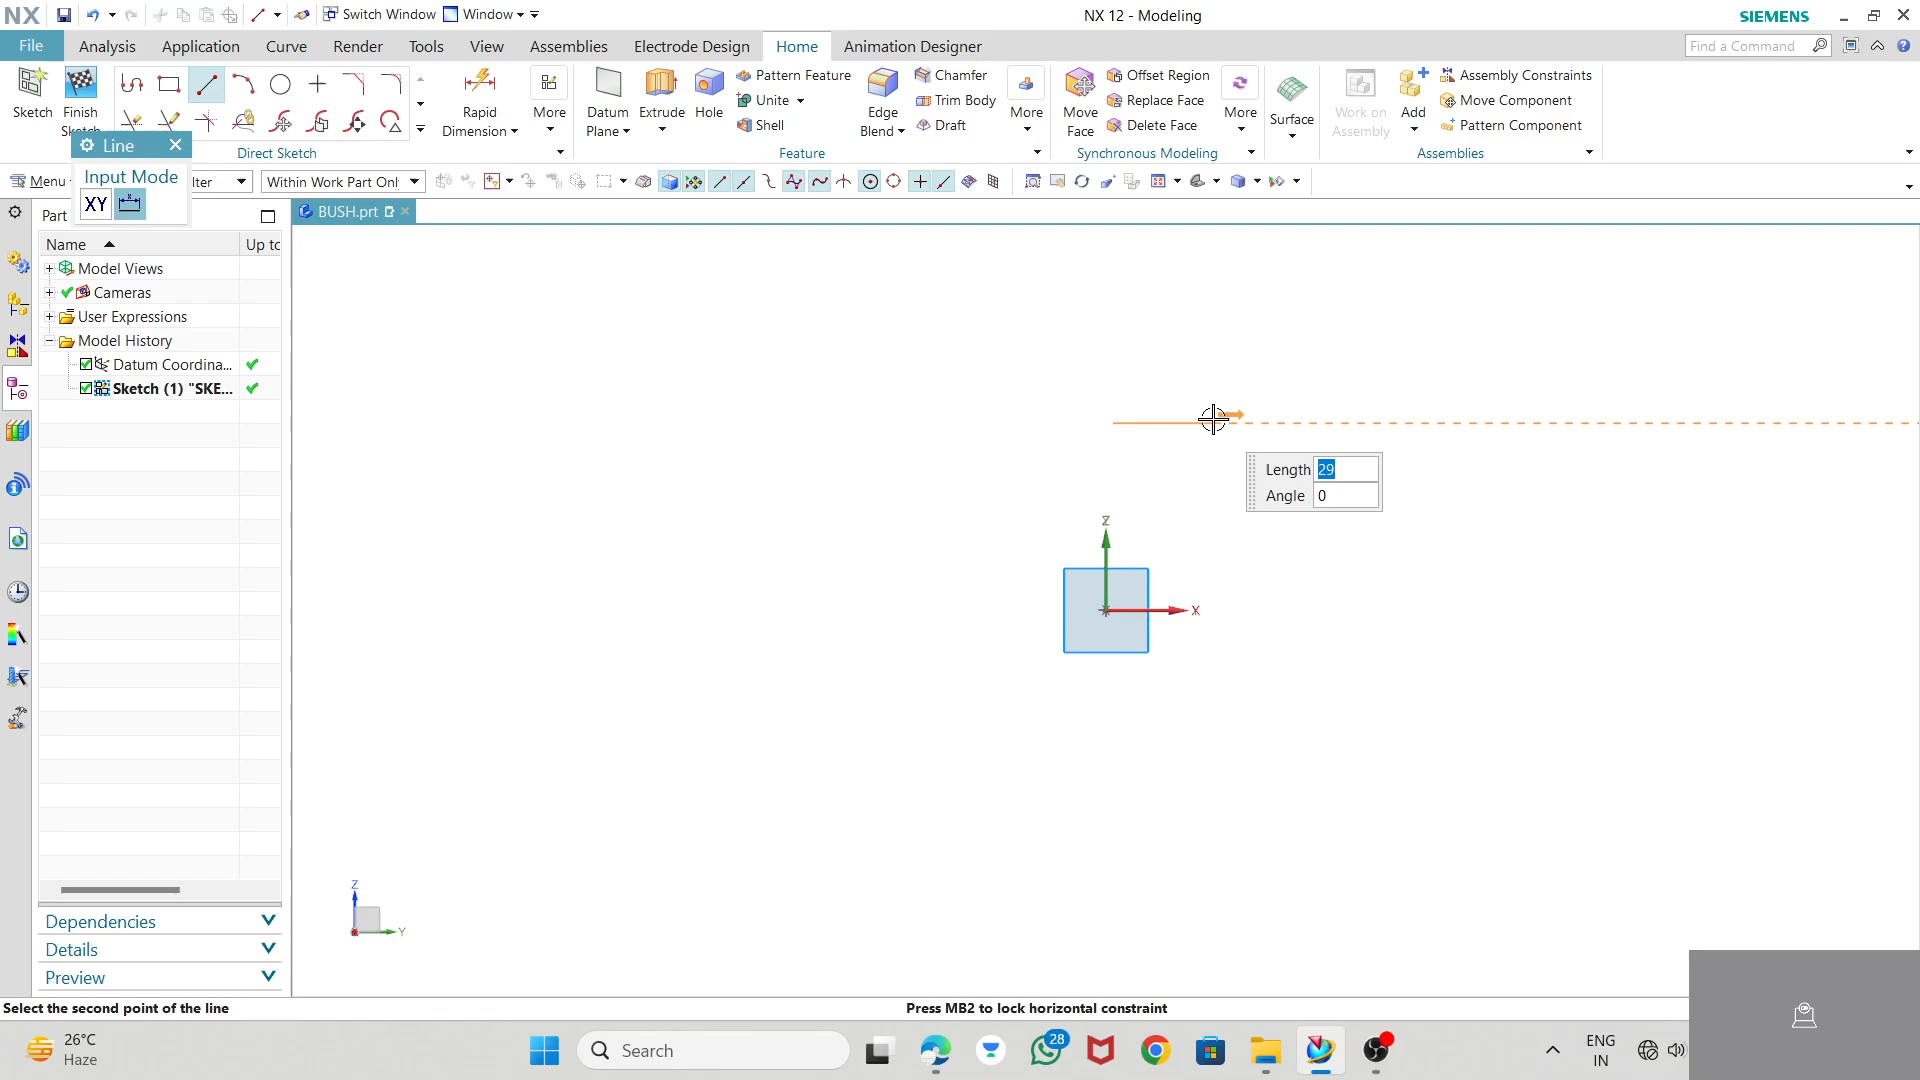 NX Switch Window Window NX 12 - Modeling SIEMENS
File Analysis Application Curve Render Tools View Assemblies Electrode Design Home Animation Designer Find a Command
Sketch Finish Sketch Rapid Dimension More Datum Plane Extrude Hole Pattern Feature Unite Shell Edge Blend Chamfer Trim Body Draft More Move Face Offset Region Replace Face Delete Face More Surface Work on Assembly Add Assembly Constraints Move Component Pattern Component
Direct Sketch Feature Synchronous Modeling Assemblies
Line
Input Mode
XY
Menu lter Within Work Part Onl
Part
BUSH.prt
Name Up to
Model Views
Cameras
User Expressions
Model History
Datum Coordina...
Sketch (1) "SKE...
Length 29
Angle 0
Z
X
Z
Y
Dependencies
Details
Preview
Select the second point of the line Press MB2 to lock horizontal constraint
26°C
Haze
Search
28
ENG
IN